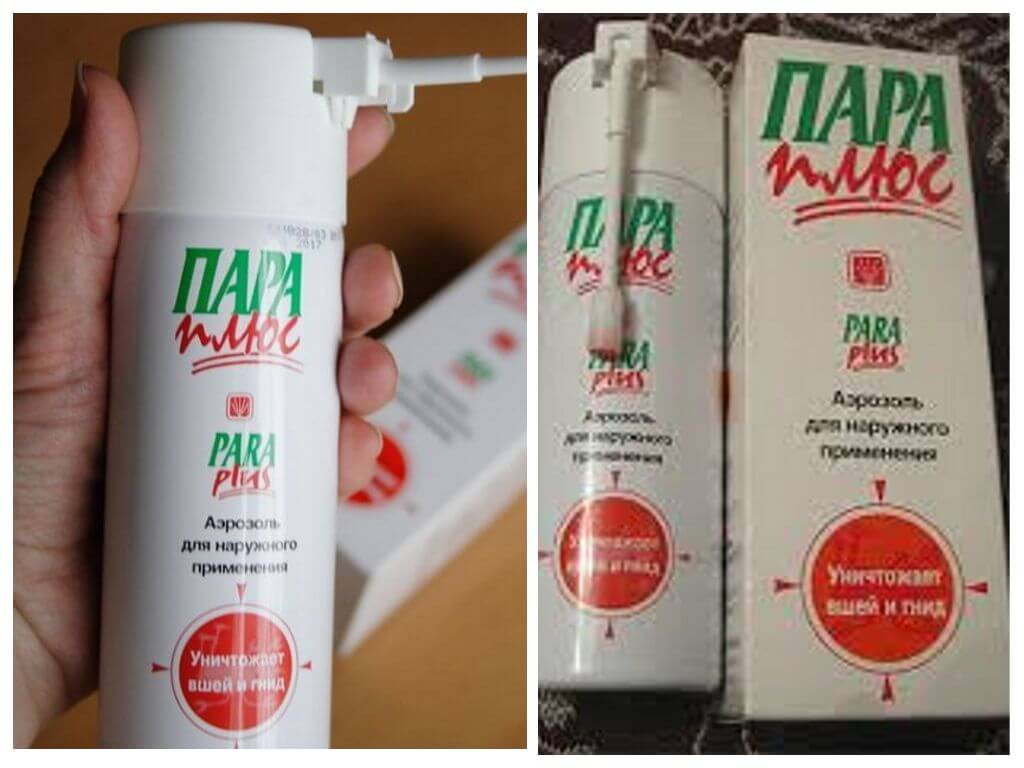 2017
ПАРА
плюс
PARA
plus
Аэрозоль
для наружного
применения
Уничтожает
вшей и гнид
ПАРА
плюс
PARA
plus
Аэрозоль
для наружного
применения
Уничтожает
вшей и гнид
ПАРА
плюс
PARA
plus
Аэрозоль
для наружного
применения
Уничтожает
вшей и гнид